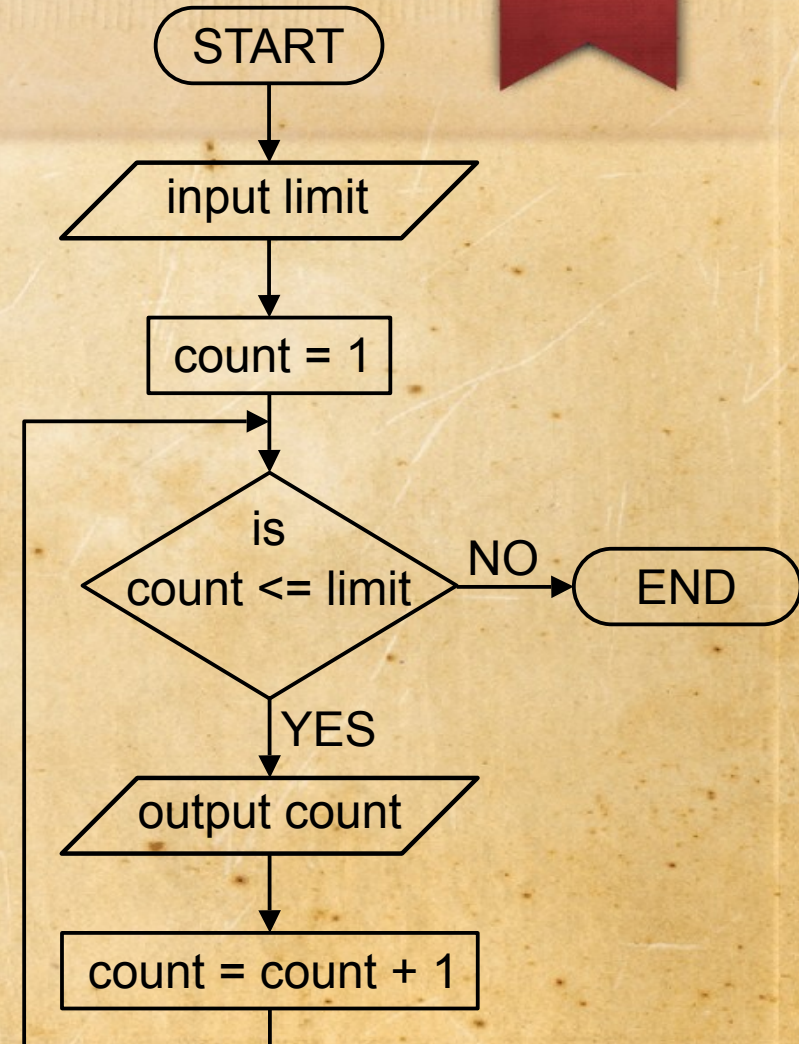 START
input limit
count = 1
is
count <= limit
NO
END
YES
output count
count = count + 1